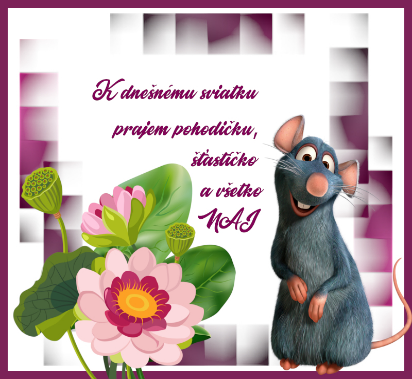 K dnešnému sviatku
prajem pohodičku,
šťastíčko
a všetko
NAJ